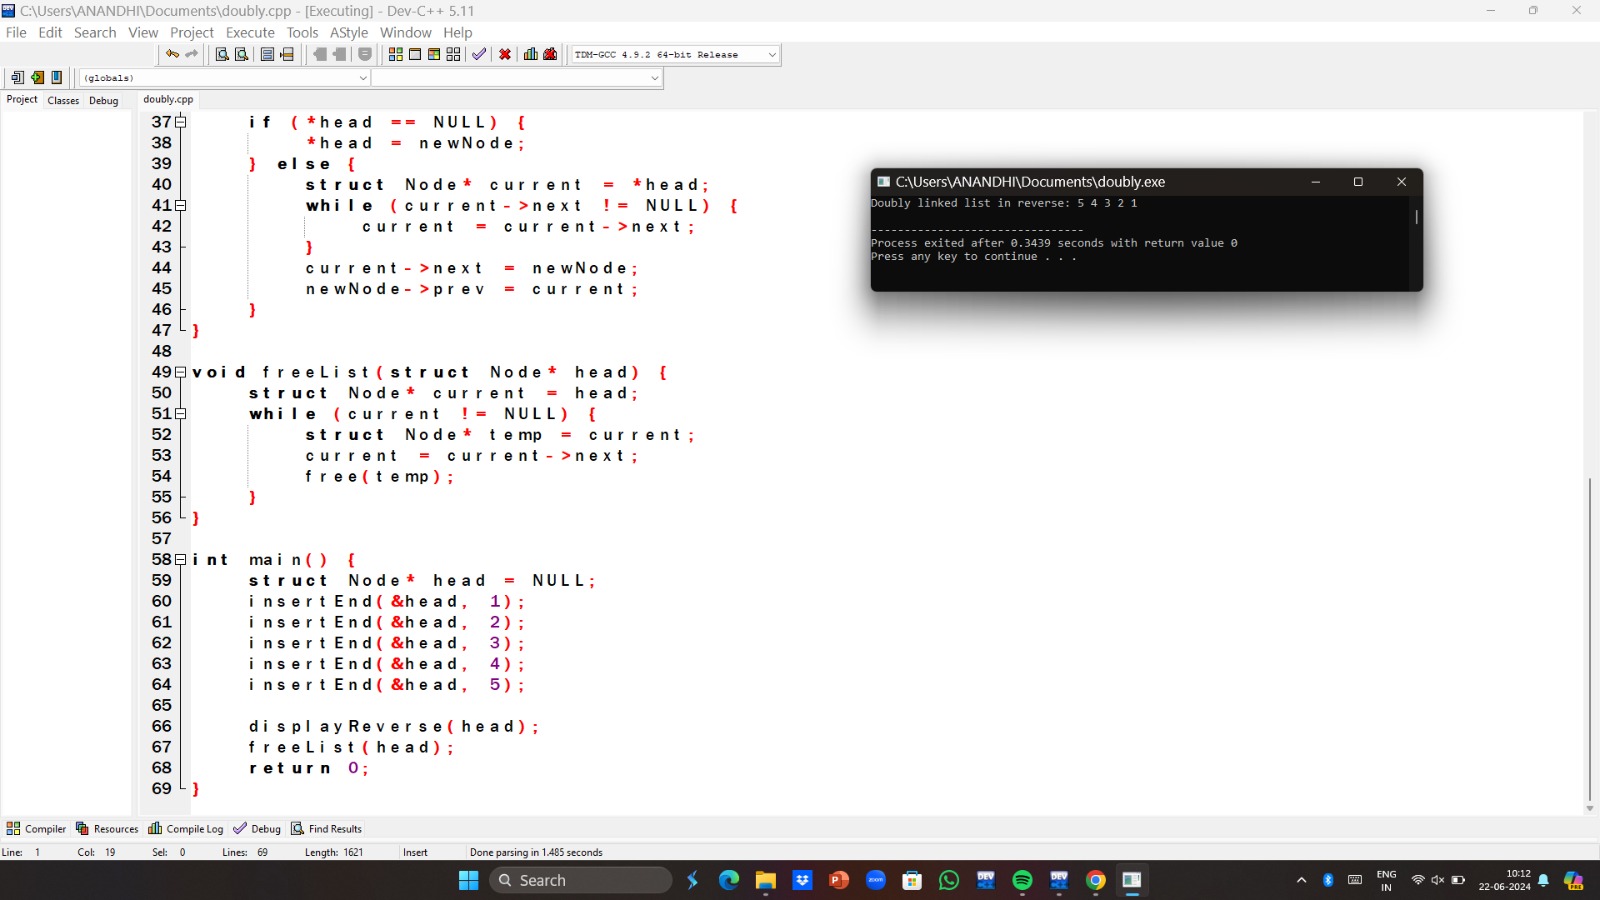 C:\Users\ANANDHI\Documents\doubly.cpp - [Executing] - Dev-C++ 5.11
File Edit Search View Project Execute Tools AStyle Window Help
TDM-GCC 4.9.2 64-bit Release
(globals)
Project Classes Debug
doubly.cpp
37 if (*head == NULL) {
38 *head = newNode;
39 } else {
40 struct Node* current = *head;
41 while (current->next != NULL) {
42 current = current->next;
43 }
44 current->next = newNode;
45 newNode->prev = current;
46 }
47 }
48
49 void freeList(struct Node* head) {
50 struct Node* current = head;
51 while (current != NULL) {
52 struct Node* temp = current;
53 current = current->next;
54 free(temp);
55 }
56 }
57
58 int main() {
59 struct Node* head = NULL;
60 insertEnd(&head, 1);
61 insertEnd(&head, 2);
62 insertEnd(&head, 3);
63 insertEnd(&head, 4);
64 insertEnd(&head, 5);
65
66 displayReverse(head);
67 freeList(head);
68 return 0;
69 }
C:\Users\ANANDHI\Documents\doubly.exe
Doubly linked list in reverse: 5 4 3 2 1
--------------------------------
Process exited after 0.3439 seconds with return value 0
Press any key to continue . . .
Compiler Resources Compile Log Debug Find Results
Line: 1 Col: 19 Sel: 0 Lines: 69 Length: 1621 Insert Done parsing in 1.485 seconds
Search
zoom
DEV
DEV
ENG
IN
10:12
22-06-2024
PRE